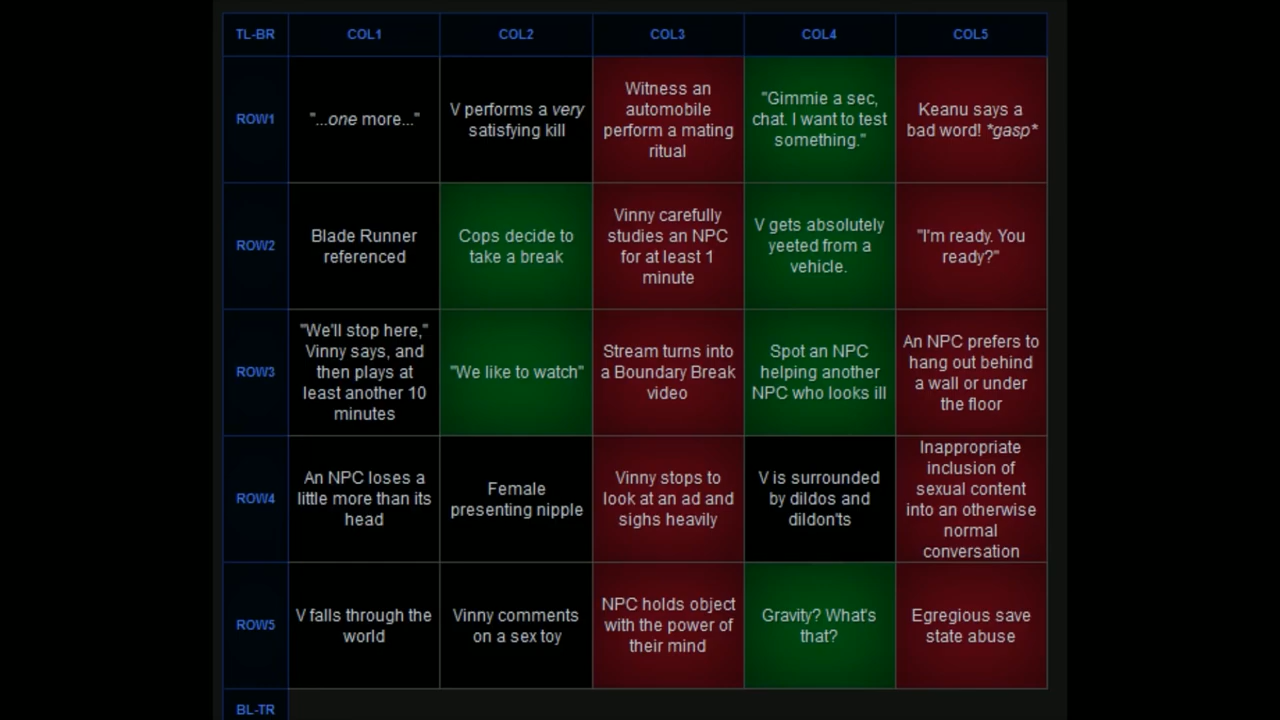 TL-BR COL1 COL2 COL3 COL4 COL5
ROW1
"...one more..."
V performs a very
satisfying kill
Witness an
automobile
perform a mating
ritual
"Gimmie a sec,
chat. I want to test
something."
Keanu says a
bad word! *gasp*
ROW2
Blade Runner
referenced
Cops decide to
take a break
Vinny carefully
studies an NPC
for at least 1
minute
V gets absolutely
yeeted from a
vehicle.
"I'm ready. You
ready?"
ROW3
"We'll stop here,"
Vinny says, and
then plays at
least another 10
minutes
"We like to watch"
Stream turns into
a Boundary Break
video
Spot an NPC
helping another
NPC who looks ill
An NPC prefers to
hang out behind
a wall or under
the floor
ROW4
An NPC loses a
little more than its
head
Female
presenting nipple
Vinny stops to
look at an ad and
sighs heavily
V is surrounded
by dildos and
dildon'ts
Inappropriate
inclusion of
sexual content
into an otherwise
normal
conversation
ROW5
V falls through the
world
Vinny comments
on a sex toy
NPC holds object
with the power of
their mind
Gravity? What's
that?
Egregious save
state abuse
BL-TR